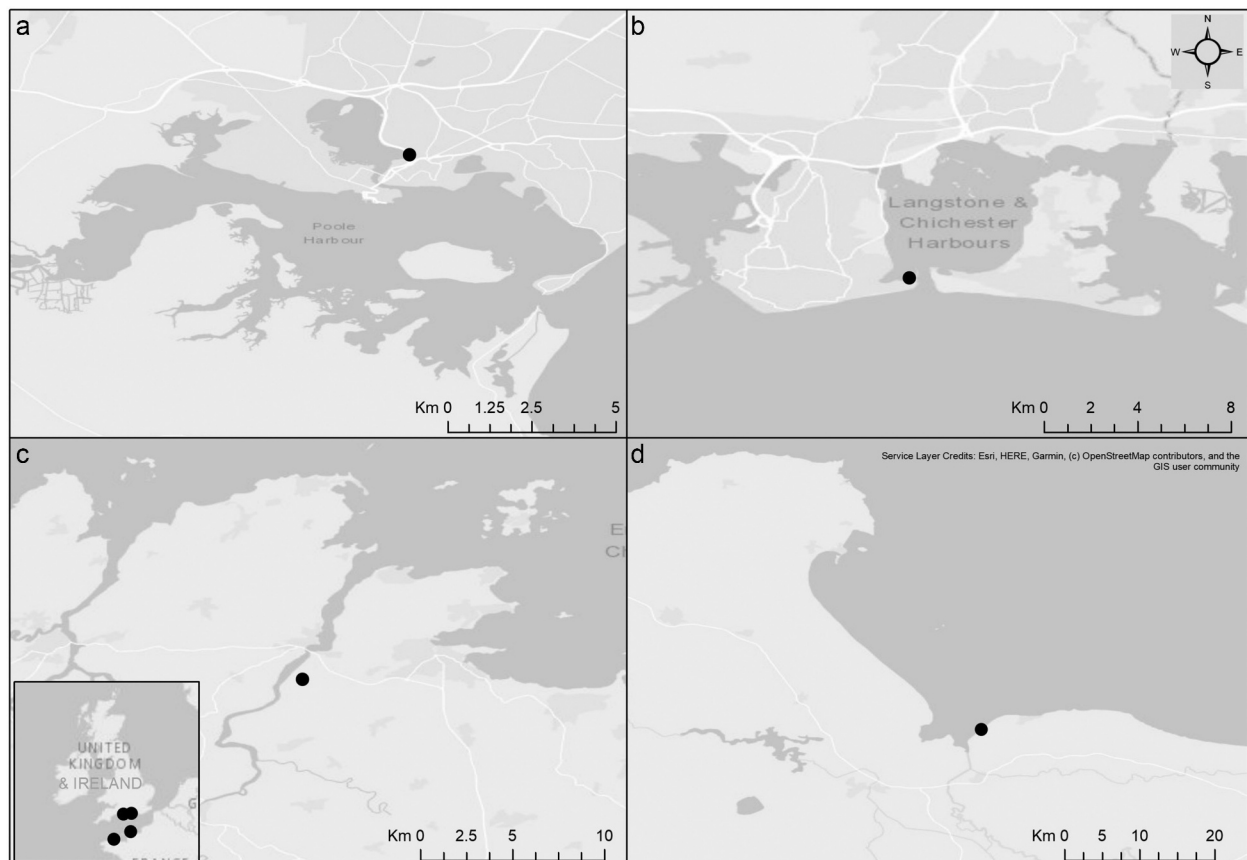 a
Poole
Harbour
Km 0 1.25 2.5 5
b
N
W E
S
Langstone &
Chichester
Harbours
Km 0 2 4 8
c
UNITED
KINGDOM
& IRELAND
Km 0 2.5 5 10
d
Service Layer Credits: Esri, HERE, Garmin, (c) OpenStreetMap contributors, and the
GIS user community
Km 0 5 10 20